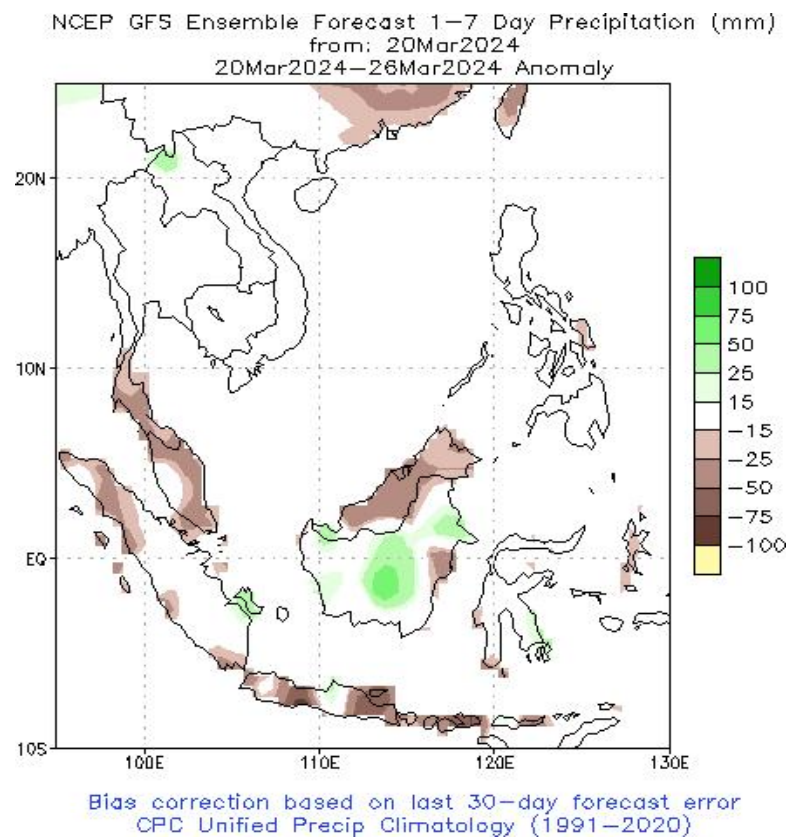 NCEP GFS Ensemble Forecast 1−7 Day Precipitation (mm)
from: 20Mar2024
20Mar2024−26Mar2024 Anomaly
20N
10N
EQ
10S
100E
110E
120E
130E
100
75
50
25
15
−15
−25
−50
−75
−100
Bias correction based on last 30−day forecast error
CPC Unified Precip Climatology (1991−2020)